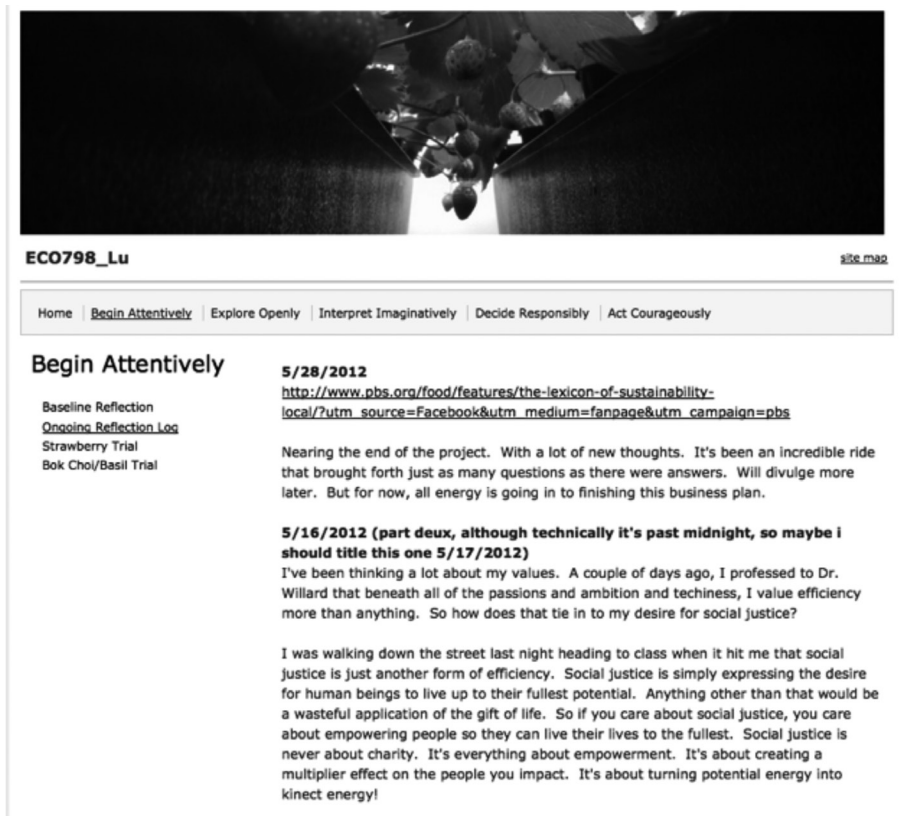 ECO798_Lu
site map
Home
Begin Attentively
Explore Openly
Interpret Imaginatively
Decide Responsibly
Act Courageously
Begin Attentively
Baseline Reflection
Ongoing Reflection Log
Strawberry Trial
Bok Choi/Basil Trial
5/28/2012
http://www.pbs.org/food/features/the-lexicon-of-sustainability-
local/?utm_source=Facebook&utm_medium=fanpage&utm_campaign=pbs
Nearing the end of the project. With a lot of new thoughts. It's been an incredible ride
that brought forth just as many questions as there were answers. Will divulge more
later. But for now, all energy is going in to finishing this business plan.
5/16/2012 (part deux, although technically it's past midnight, so maybe i
should title this one 5/17/2012)
I've been thinking a lot about my values. A couple of days ago, I professed to Dr.
Willard that beneath all of the passions and ambition and techiness, I value efficiency
more than anything. So how does that tie in to my desire for social justice?
I was walking down the street last night heading to class when it hit me that social
justice is just another form of efficiency. Social justice is simply expressing the desire
for human beings to live up to their fullest potential. Anything other than that would be
a wasteful application of the gift of life. So if you care about social justice, you care
about empowering people so they can live their lives to the fullest. Social justice is
never about charity. It's everything about empowerment. It's about creating a
multiplier effect on the people you impact. It's about turning potential energy into
kinect energy!